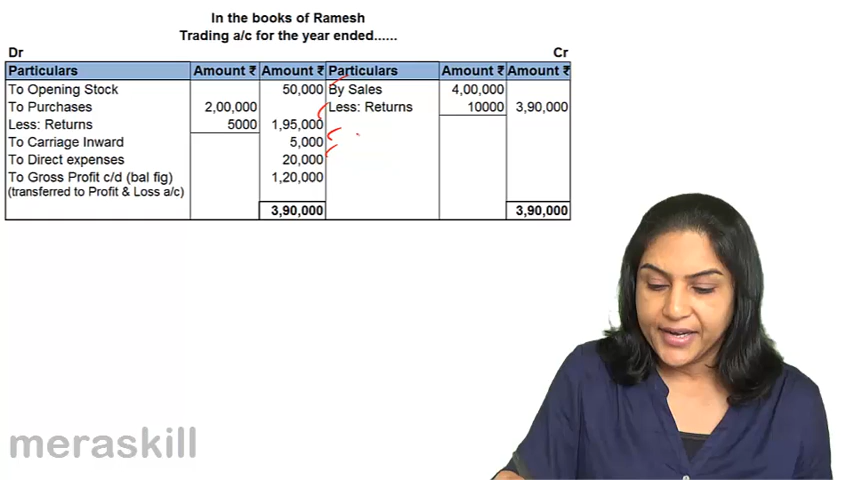 In the books of Ramesh
Trading a/c for the year ended......
Dr Cr
Particulars Amount ₹ Amount ₹ Particulars Amount ₹ Amount ₹
To Opening Stock 50,000 By Sales 4,00,000
To Purchases 2,00,000 Less: Returns 10000 3,90,000
Less: Returns 5000 1,95,000
To Carriage Inward 5,000
To Direct expenses 20,000
To Gross Profit c/d (bal fig) 1,20,000
(transferred to Profit & Loss a/c)
3,90,000 3,90,000
meraskill